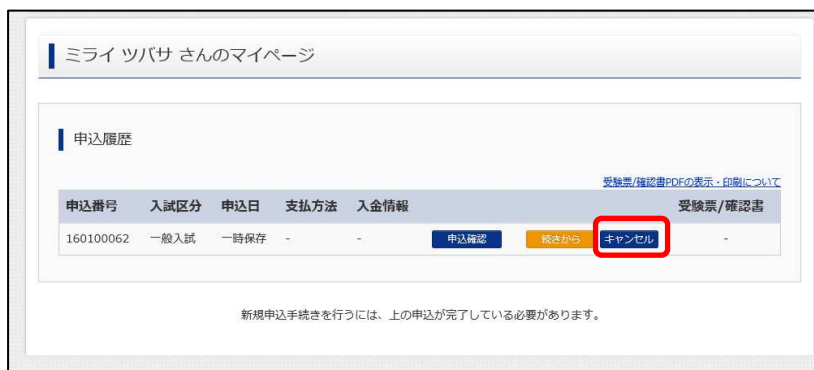 ミライ ツバサ さんのマイページ
申込履歴
受験票/確認書PDFの表示・印刷について
申込番号 入試区分 申込日 支払方法 入金情報 受験票/確認書
160100062 一般入試 一時保存 - - 申込確認 続きから キャンセル -
新規申込手続きを行うには、上の申込が完了している必要があります。